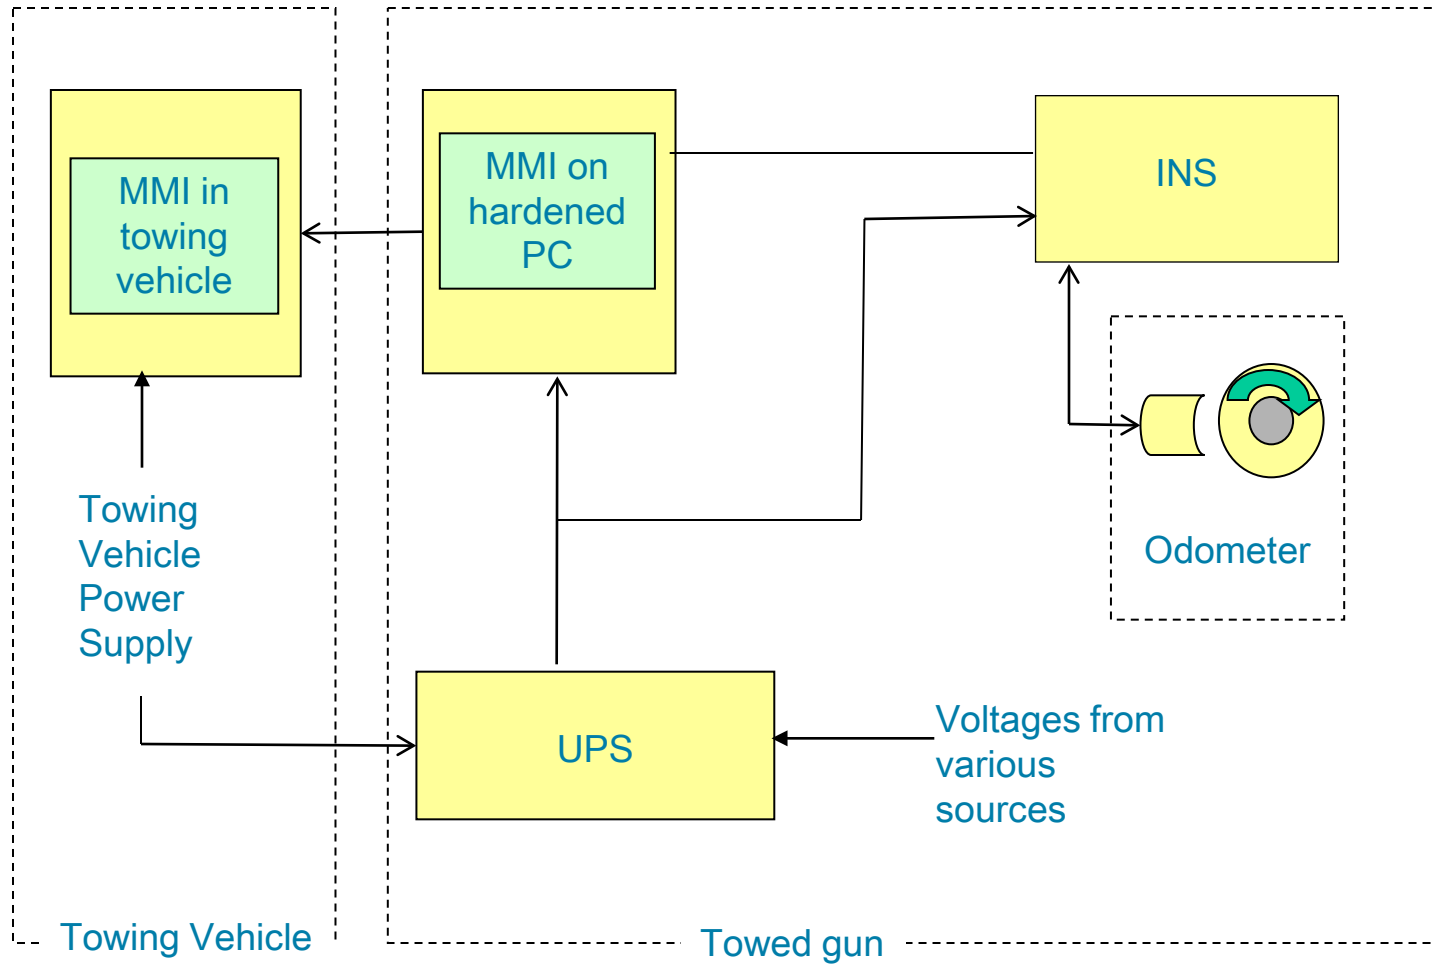 MMI in
towing
vehicle
MMI on
hardened
PC
INS
Towing
Vehicle
Power
Supply
Odometer
UPS
Voltages from
various
sources
Towing Vehicle
Towed gun